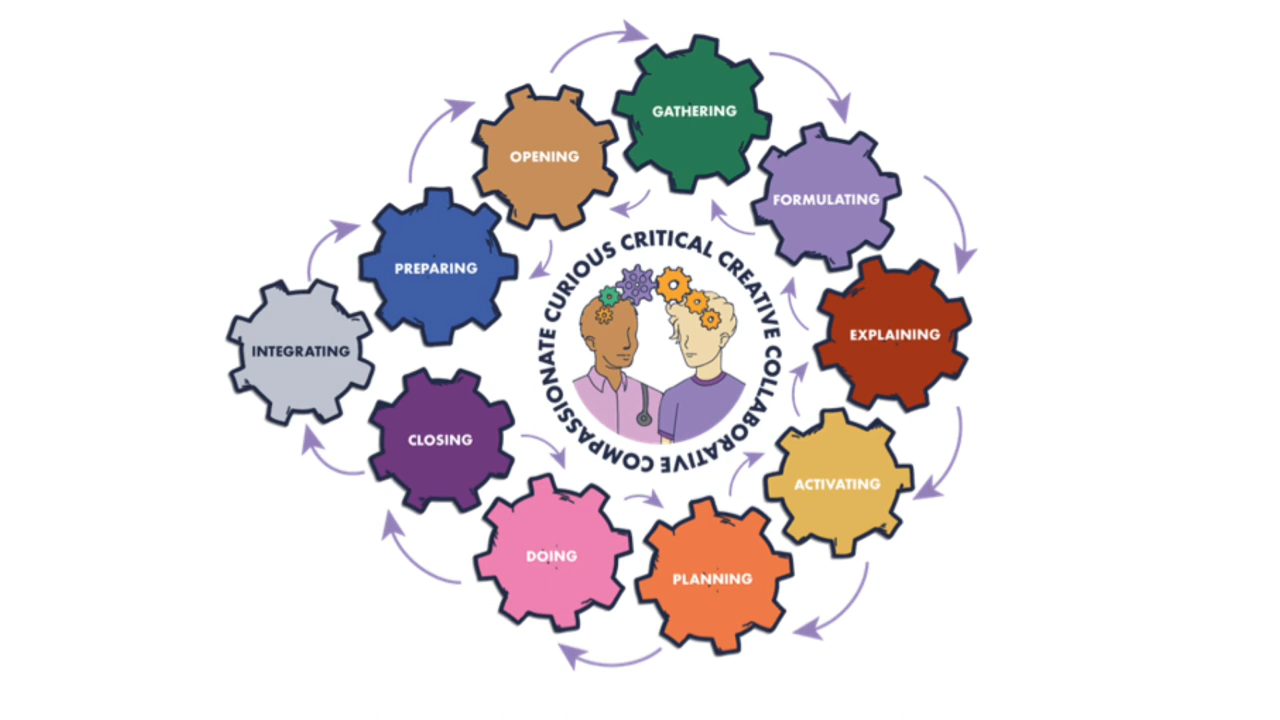 GATHERING
OPENING
FORMULATING
PREPARING
EXPLAINING
INTEGRATING
CLOSING
ACTIVATING
DOING
PLANNING
COMPASSIONATE CURIOUS CRITICAL CREATIVE COLLABORATIVE